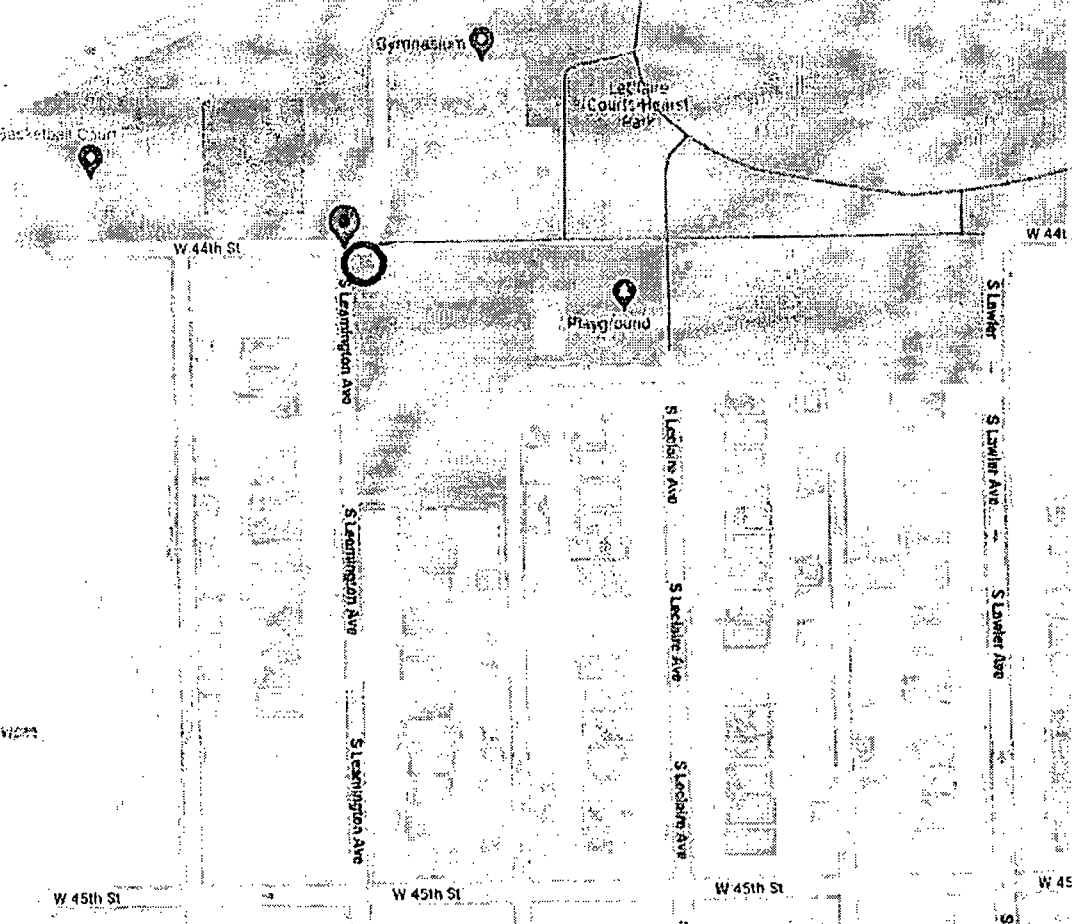 Gymnasium
Leclaire
Courts-Hearst
Park
Basketball Court
W 44th St
W 44t
S Leamington Ave
Playground
S Lawler
S Leclaire Ave
S Lawler Ave
S Leamington Ave
S Leclaire Ave
S Lawler Ave
S Leamington Ave
S Leclaire Ave
W 45th St
W 45th St
W 45th St
W 45
S